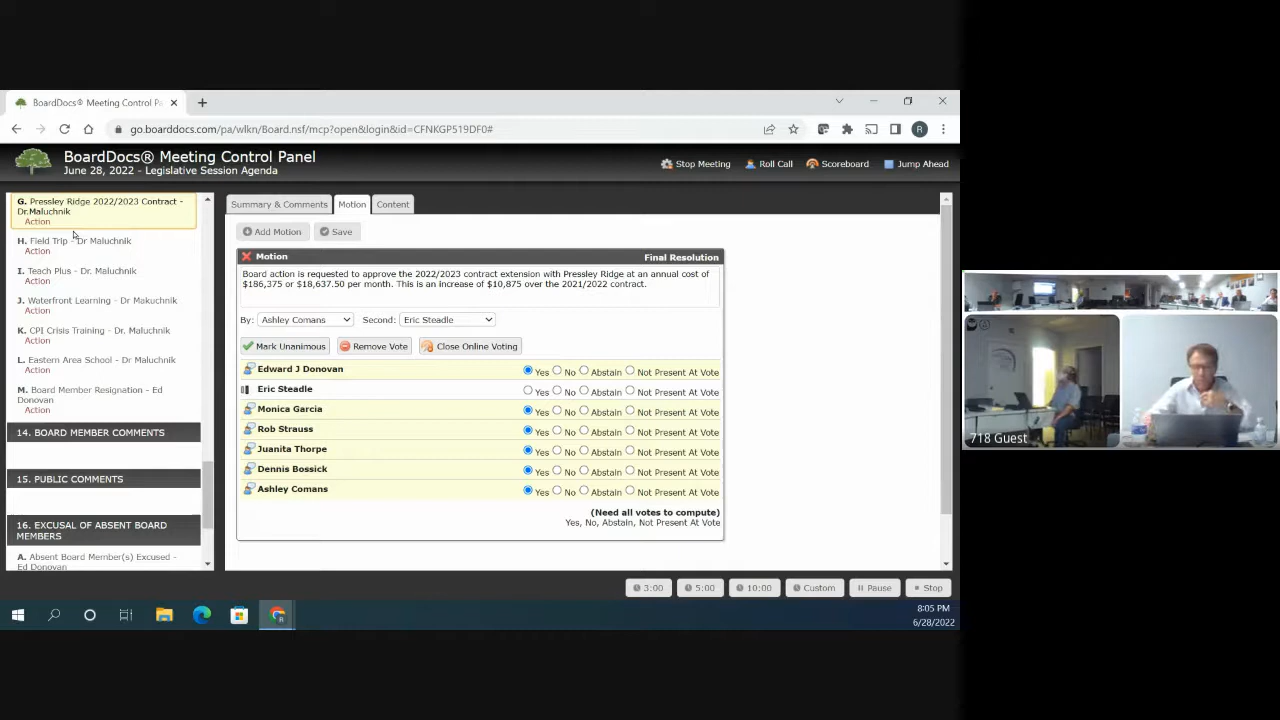 BoardDocs® Meeting Control Pa
go.boarddocs.com/pa/wlkn/Board.nsf/mcp?open&login&id=CFNKGP519DF0#
R
BoardDocs® Meeting Control Panel
June 28, 2022 - Legislative Session Agenda
Stop Meeting Roll Call Scoreboard Jump Ahead
G. Pressley Ridge 2022/2023 Contract -
Dr.Maluchnik
Action
H. Field Trip - Dr Maluchnik
Action
I. Teach Plus - Dr. Maluchnik
Action
J. Waterfront Learning - Dr Makuchnik
Action
K. CPI Crisis Training - Dr. Maluchnik
Action
L. Eastern Area School - Dr Maluchnik
Action
M. Board Member Resignation - Ed
Donovan
Action
14. BOARD MEMBER COMMENTS
15. PUBLIC COMMENTS
16. EXCUSAL OF ABSENT BOARD
MEMBERS
A. Absent Board Member(s) Excused -
Ed Donovan
Summary & Comments Motion Content
Add Motion Save
Motion Final Resolution
Board action is requested to approve the 2022/2023 contract extension with Pressley Ridge at an annual cost of
$186,375 or $18,637.50 per month. This is an increase of $10,875 over the 2021/2022 contract.
By: Ashley Comans Second: Eric Steadle
Mark Unanimous Remove Vote Close Online Voting
Edward J Donovan Yes No Abstain Not Present At Vote
Eric Steadle Yes No Abstain Not Present At Vote
Monica Garcia Yes No Abstain Not Present At Vote
Rob Strauss Yes No Abstain Not Present At Vote
Juanita Thorpe Yes No Abstain Not Present At Vote
Dennis Bossick Yes No Abstain Not Present At Vote
Ashley Comans Yes No Abstain Not Present At Vote
(Need all votes to compute)
Yes, No, Abstain, Not Present At Vote
3:00 5:00 10:00 Custom Pause Stop
8:05 PM
6/28/2022
718 Guest